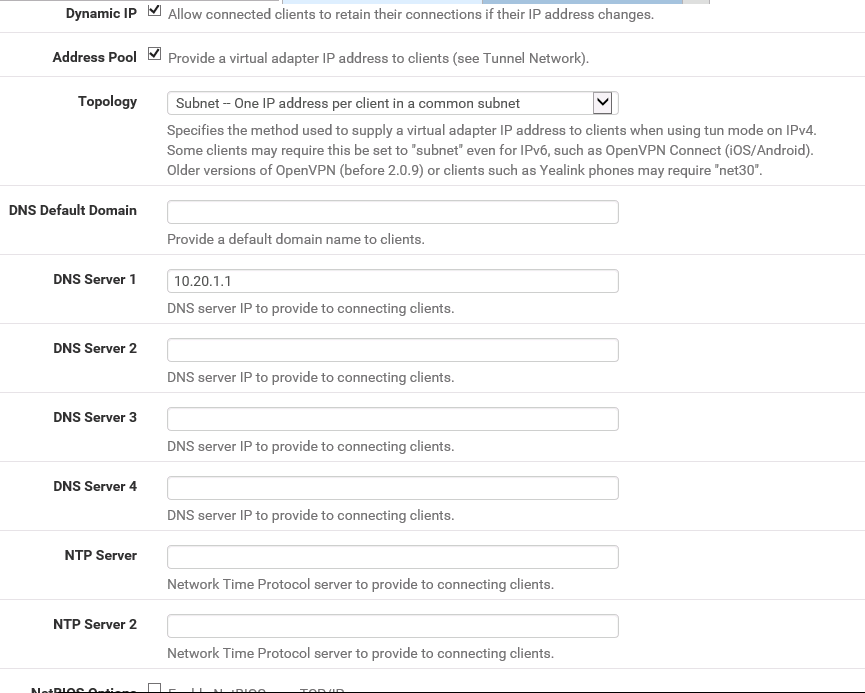 Dynamic IP Allow connected clients to retain their connections if their IP address changes.
Address Pool Provide a virtual adapter IP address to clients (see Tunnel Network).
Topology Subnet -- One IP address per client in a common subnet
Specifies the method used to supply a virtual adapter IP address to clients when using tun mode on IPv4.
Some clients may require this be set to "subnet" even for IPv6, such as OpenVPN Connect (iOS/Android).
Older versions of OpenVPN (before 2.0.9) or clients such as Yealink phones may require "net30".
DNS Default Domain
Provide a default domain name to clients.
DNS Server 1 10.20.1.1
DNS server IP to provide to connecting clients.
DNS Server 2
DNS server IP to provide to connecting clients.
DNS Server 3
DNS server IP to provide to connecting clients.
DNS Server 4
DNS server IP to provide to connecting clients.
NTP Server
Network Time Protocol server to provide to connecting clients.
NTP Server 2
Network Time Protocol server to provide to connecting clients.
NetBIOS Options Enable NetBIOS over TCP/IP